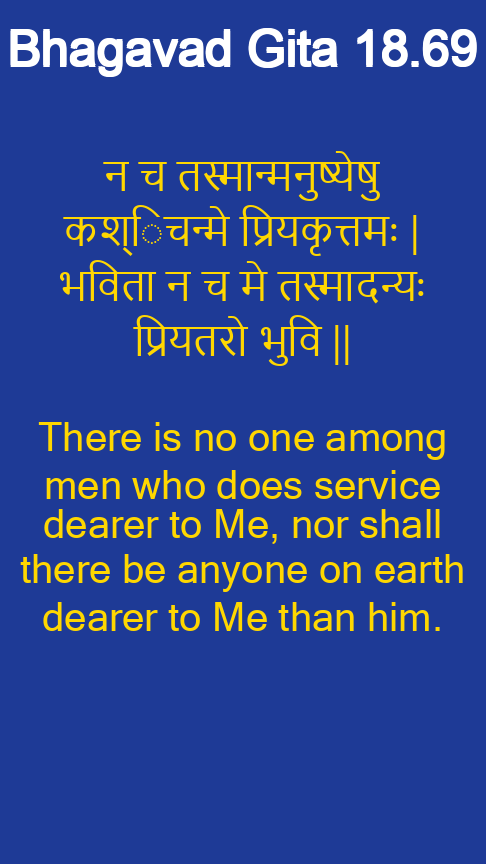 Bhagavad Gita 18.69
न च तस्मान्मनुष्येषु
कश्िचन्मे प्रियकृत्तमः |
भविता न च मे तस्मादन्यः
प्रियतरो भुवि ||
There is no one among
men who does service
dearer to Me, nor shall
there be anyone on earth
dearer to Me than him.